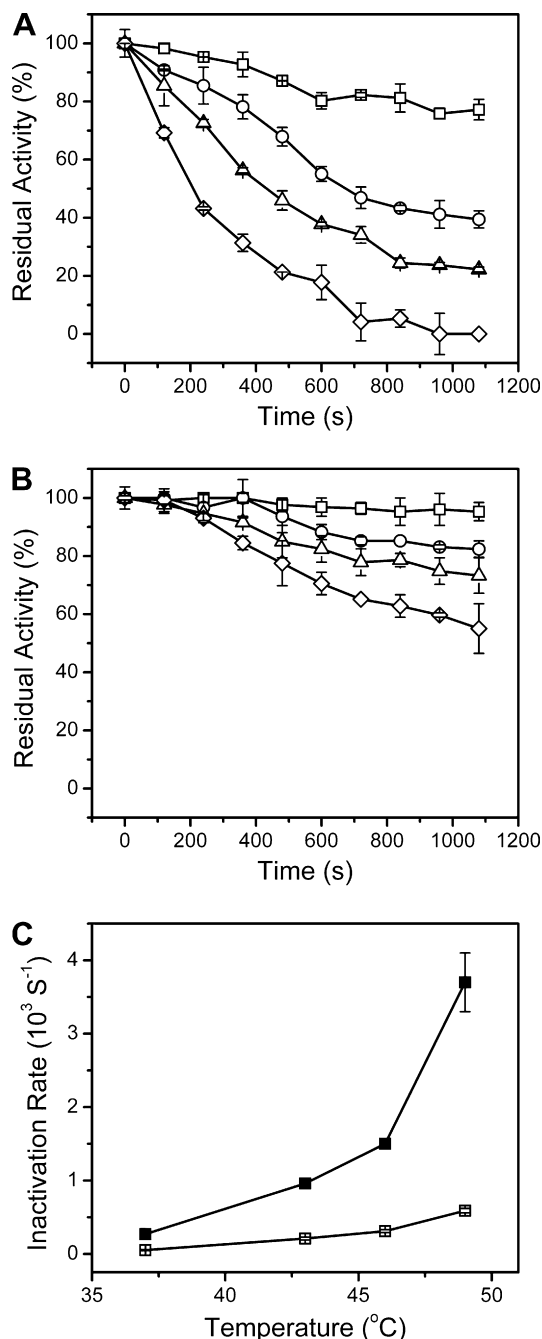 A
Residual Activity (%)
100
80
60
40
20
0
0 200 400 600 800 1000 1200
Time (s)
B
Residual Activity (%)
100
80
60
40
20
0
0 200 400 600 800 1000 1200
Time (s)
C
Inactivation Rate (10³ S⁻¹)
4
3
2
1
0
35 40 45 50
Temperature (°C)